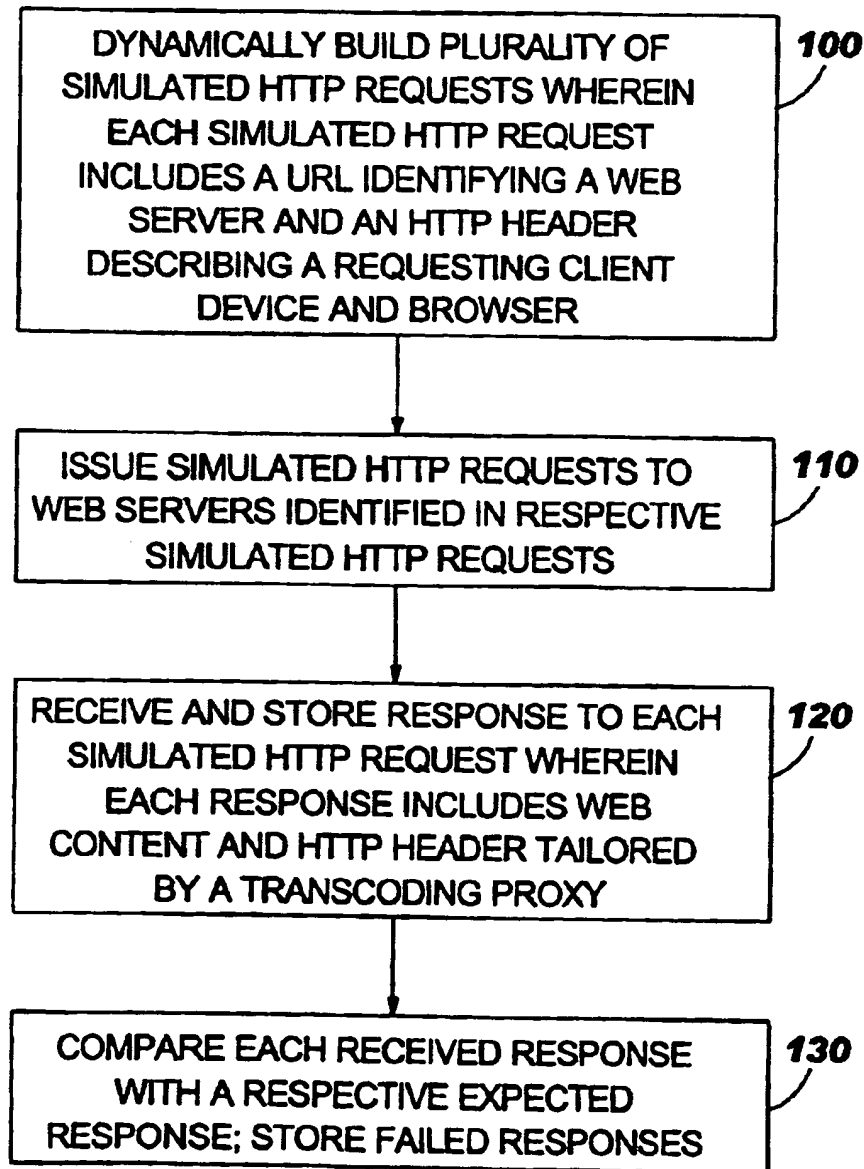 DYNAMICALLY BUILD PLURALITY OF
SIMULATED HTTP REQUESTS WHEREIN
EACH SIMULATED HTTP REQUEST
INCLUDES A URL IDENTIFYING A WEB
SERVER AND AN HTTP HEADER
DESCRIBING A REQUESTING CLIENT
DEVICE AND BROWSER
100
ISSUE SIMULATED HTTP REQUESTS TO
WEB SERVERS IDENTIFIED IN RESPECTIVE
SIMULATED HTTP REQUESTS
110
RECEIVE AND STORE RESPONSE TO EACH
SIMULATED HTTP REQUEST WHEREIN
EACH RESPONSE INCLUDES WEB
CONTENT AND HTTP HEADER TAILORED
BY A TRANSCODING PROXY
120
COMPARE EACH RECEIVED RESPONSE
WITH A RESPECTIVE EXPECTED
RESPONSE; STORE FAILED RESPONSES
130